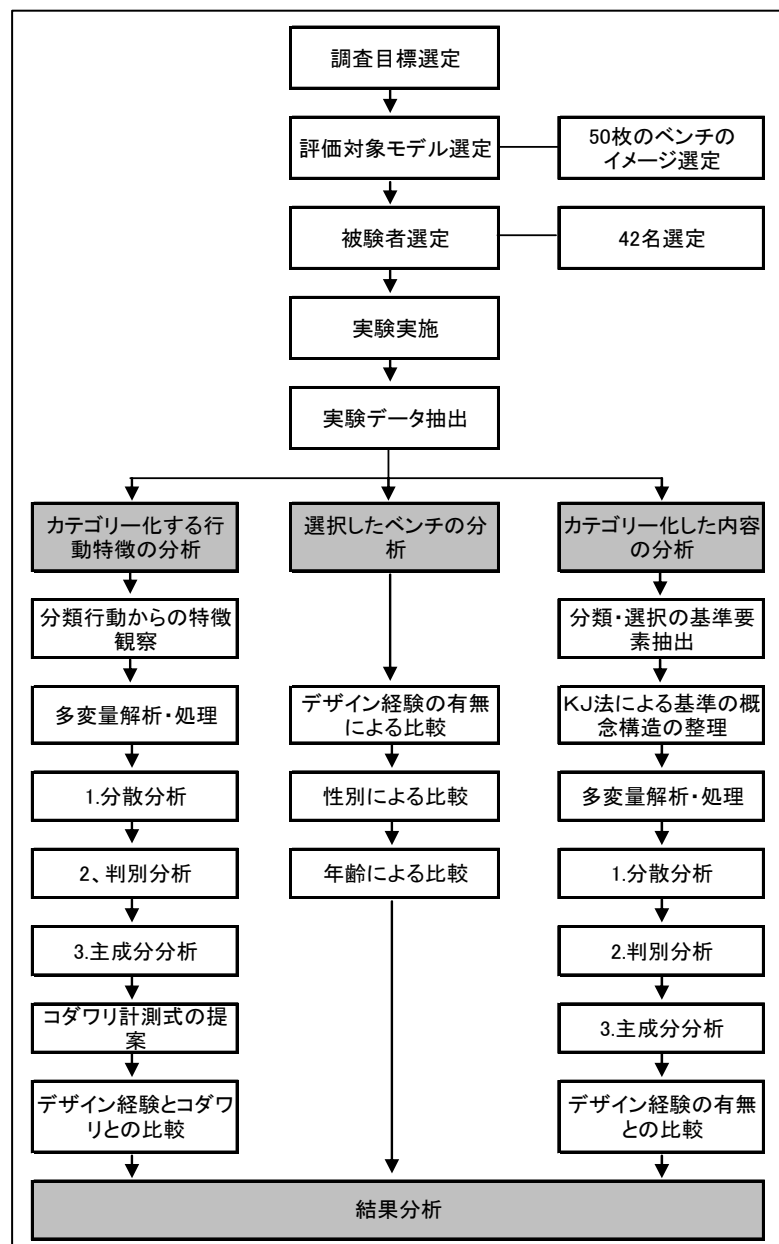 調査目標選定
評価対象モデル選定
50枚のベンチの
イメージ選定
被験者選定
42名選定
実験実施
実験データ抽出
カテゴリー化する行
動特徴の分析
分類行動からの特徴
観察
多変量解析・処理
1.分散分析
2、判別分析
3.主成分分析
コダワリ計測式の提
案
デザイン経験とコダワ
リとの比較
選択したベンチの分
析
デザイン経験の有無
による比較
性別による比較
年齢による比較
カテゴリー化した内容
の分析
分類・選択の基準要
素抽出
KJ法による基準の概
念構造の整理
多変量解析・処理
1.分散分析
2.判別分析
3.主成分分析
デザイン経験の有無
との比較
結果分析